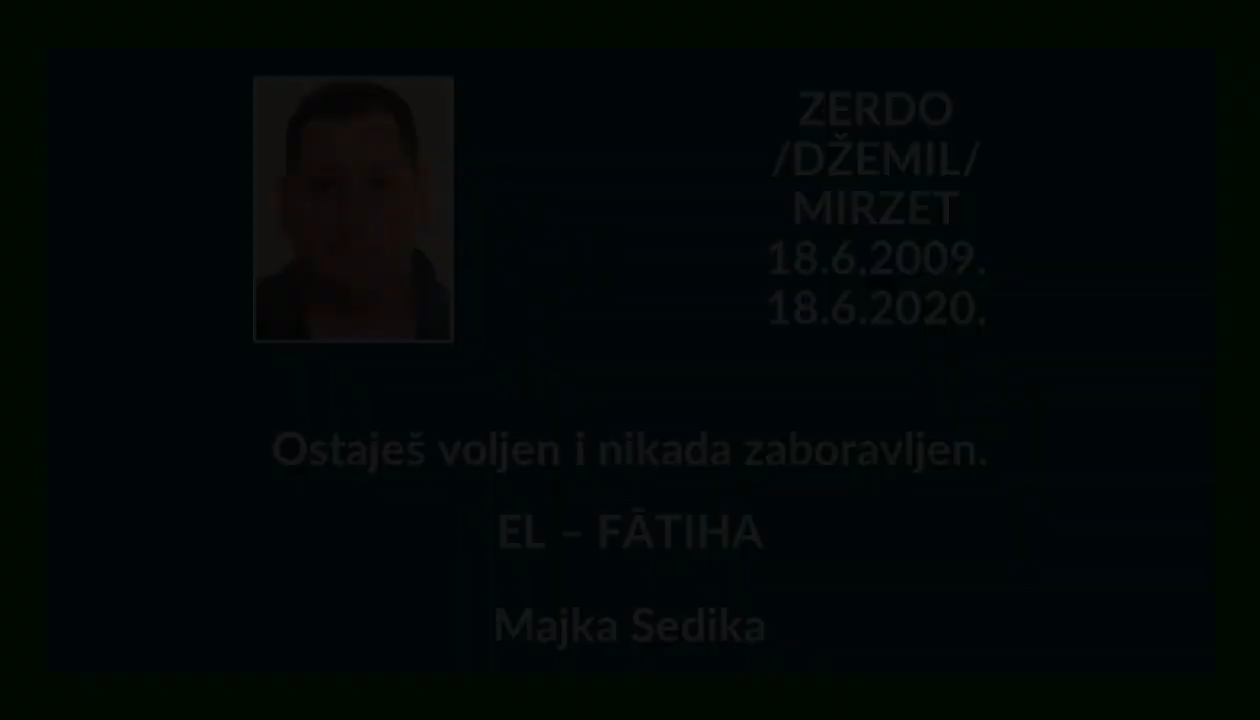 ZERDO
/DŽEMIL/
MIRZET
18.6.2009.
18.6.2020.
Ostaješ voljen i nikada zaboravljen.
EL – FĀTIHA
Majka Sedika